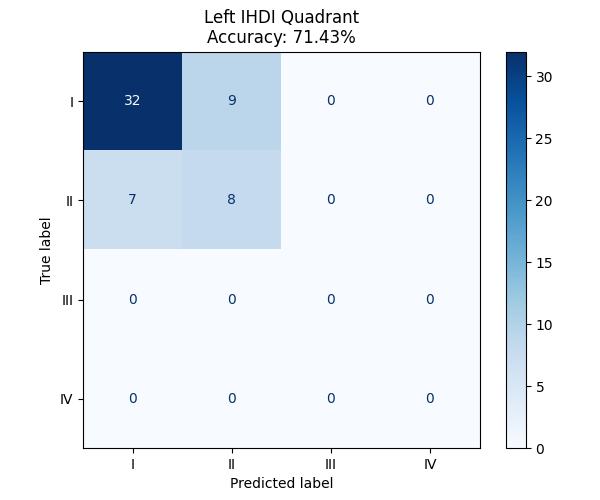 Left IHDI Quadrant
Accuracy: 71.43%
True label
I
32
9
0
0
II
7
8
0
0
III
0
0
0
0
IV
0
0
0
0
I
II
III
IV
Predicted label
30
25
20
15
10
5
0